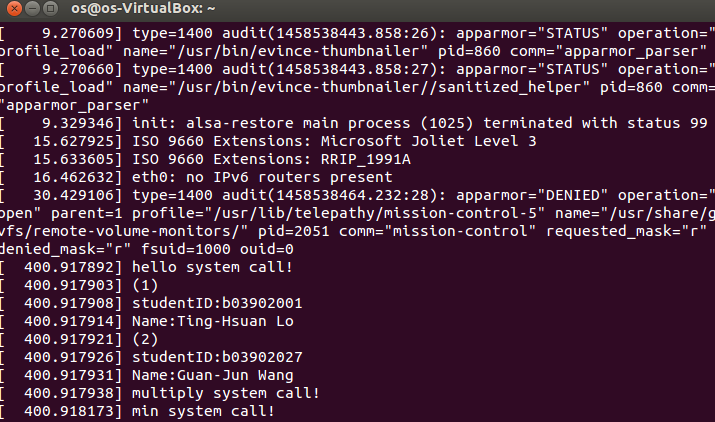 os@os-VirtualBox: ~
[    9.270609] type=1400 audit(1458538443.858:26): apparmor="STATUS" operation="
profile_load" name="/usr/bin/evince-thumbnailer" pid=860 comm="apparmor_parser"
[    9.270660] type=1400 audit(1458538443.858:27): apparmor="STATUS" operation="
profile_load" name="/usr/bin/evince-thumbnailer//sanitized_helper" pid=860 comm=
"apparmor_parser"
[    9.329346] init: alsa-restore main process (1025) terminated with status 99
[   15.627925] ISO 9660 Extensions: Microsoft Joliet Level 3
[   15.633605] ISO 9660 Extensions: RRIP_1991A
[   16.462632] eth0: no IPv6 routers present
[   30.429106] type=1400 audit(1458538464.232:28): apparmor="DENIED" operation="
open" parent=1 profile="/usr/lib/telepathy/mission-control-5" name="/usr/share/g
vfs/remote-volume-monitors/" pid=2051 comm="mission-control" requested_mask="r"
denied_mask="r" fsuid=1000 ouid=0
[  400.917892] hello system call!
[  400.917903] (1)
[  400.917908] studentID:b03902001
[  400.917914] Name:Ting-Hsuan Lo
[  400.917921] (2)
[  400.917926] studentID:b03902027
[  400.917931] Name:Guan-Jun Wang
[  400.917938] multiply system call!
[  400.918173] min system call!